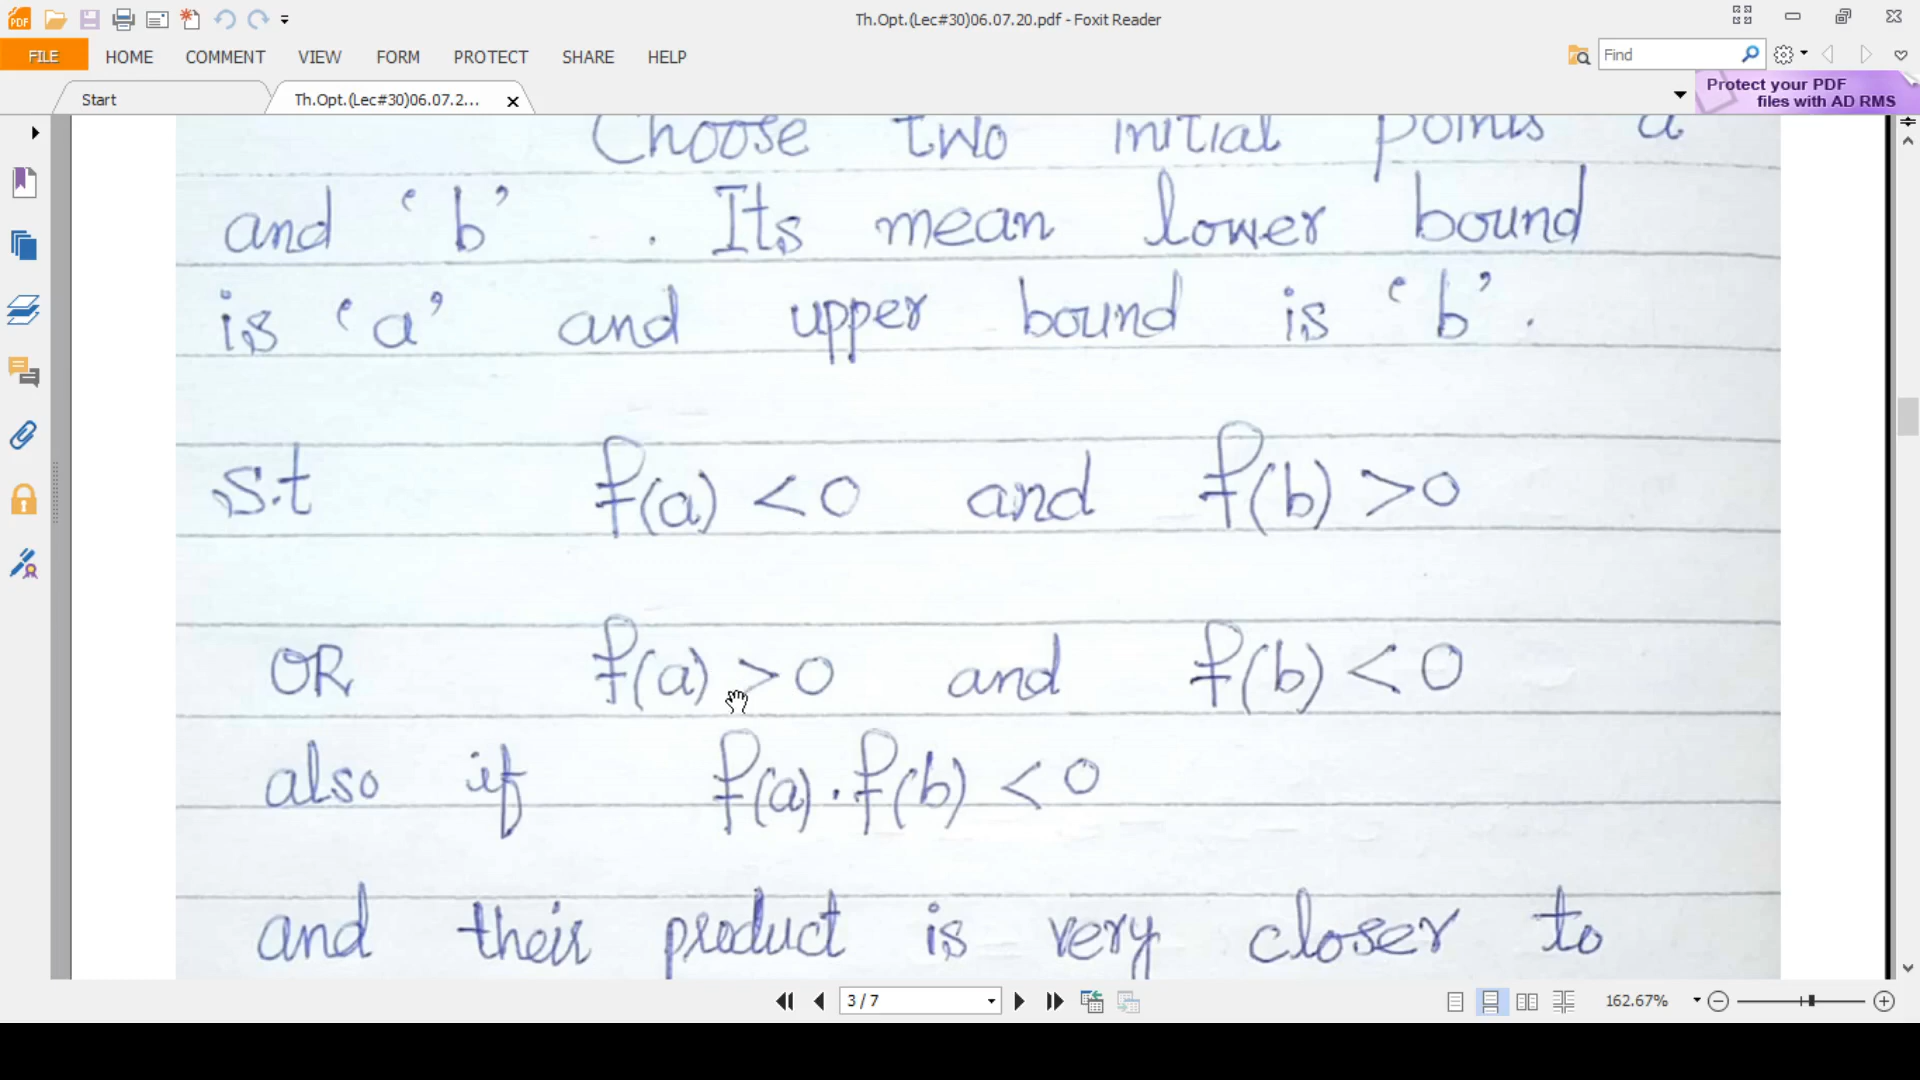 Th.Opt.(Lec#30)06.07.20.pdf - Foxit Reader
FILE HOME COMMENT VIEW FORM PROTECT SHARE HELP
Find
Start
Th.Opt.(Lec#30)06.07.2...
Protect your PDF
files with AD RMS
Choose two initial points a
and ‘b’ . Its mean lower bound
is ‘a’ and upper bound is ‘b’.
S.t f(a) <0 and f(b) >0
OR f(a) >0 and f(b) < 0
also if f(a) . f(b) < 0
and their product is very closer to
3 / 7
162.67%